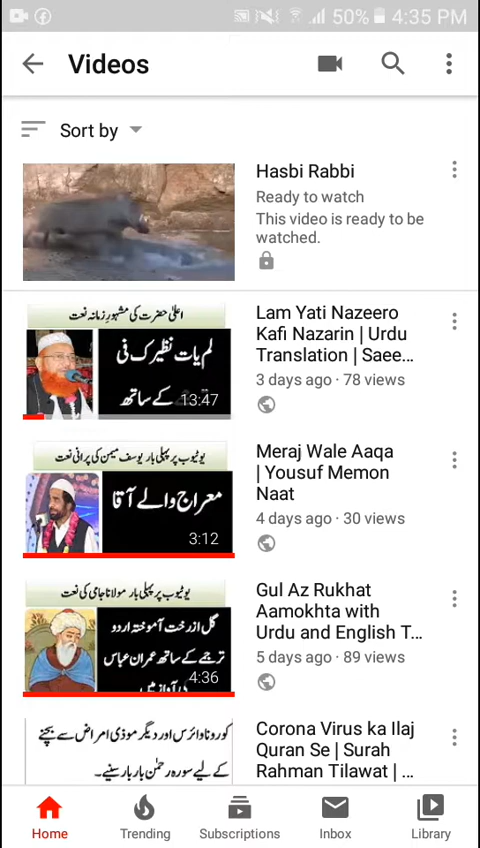 50% 4:35 PM
Videos
Sort by
Hasbi Rabbi
Ready to watch
This video is ready to be
watched.
اعلیٰ حضرت کی مشہورِ زمانہ نعت
لم یات نظیرک فی
کے ساتھ
13:47
Lam Yati Nazeero
Kafi Nazarin | Urdu
Translation | Saee...
3 days ago · 78 views
یوٹیوب پر پہلی بار یوسف میمن کی پرانی نعت
معراج والے آقا
3:12
Meraj Wale Aaqa
| Yousuf Memon
Naat
4 days ago · 30 views
یوٹیوب پر پہلی بار مولانا جامی کی نعت
گل از رخت آموختہ اردو
ترجمے کے ساتھ عمران عباس
کی آواز میں
4:36
Gul Az Rukhat
Aamokhta with
Urdu and English T...
5 days ago · 89 views
کورونا وائرس اور دیگر موذی امراض سے بچنے
کے لیے سورہ رحمٰن بار بار سنیے۔
Corona Virus ka Ilaj
Quran Se | Surah
Rahman Tilawat | ...
Home
Trending
Subscriptions
Inbox
Library